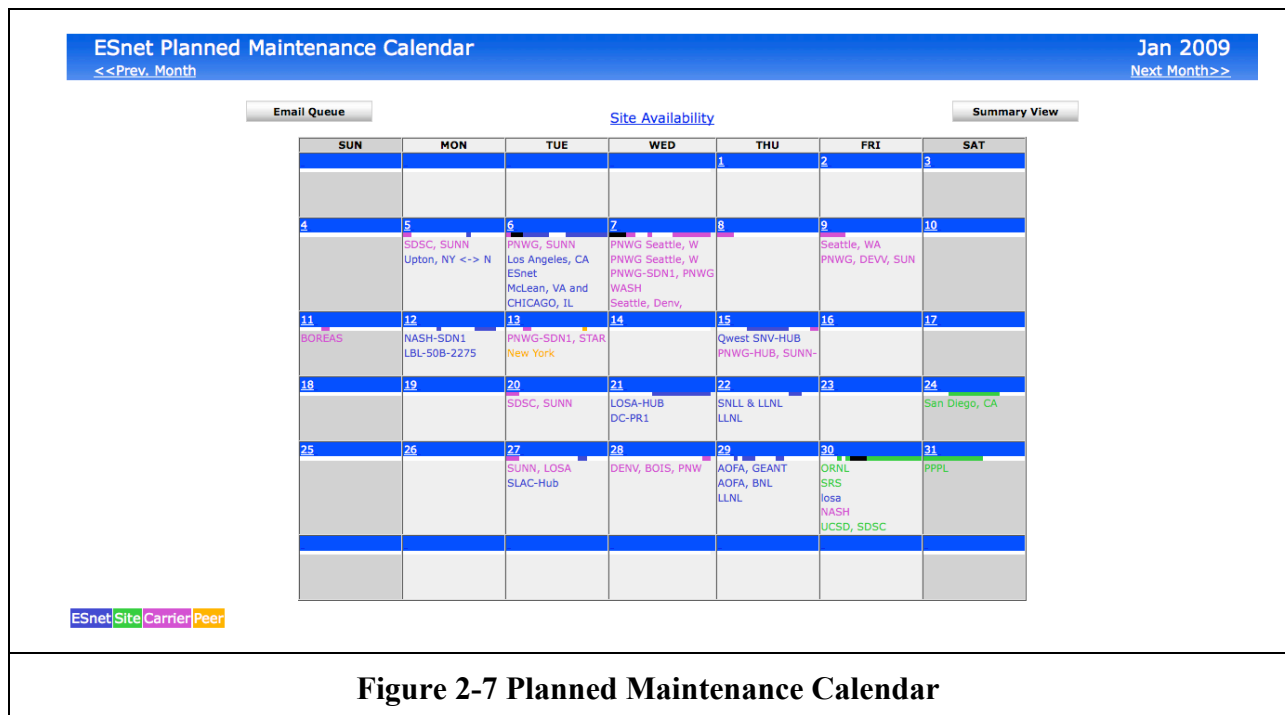 ESnet Planned Maintenance Calendar Jan 2009
<<Prev. Month Next Month>>
Email Queue Site Availability Summary View
SUN MON TUE WED THU FRI SAT
1 2 3
4 5 6 7 8 9 10
SDSC, SUNN PNWG, SUNN PNWG Seattle, W Seattle, WA
Upton, NY <-> N Los Angeles, CA PNWG Seattle, W PNWG, DEVV, SUN
ESnet PNWG-SDN1, PNWG
McLean, VA and WASH
CHICAGO, IL Seattle, Denv,
11 12 13 14 15 16 17
BOREAS NASH-SDN1 PNWG-SDN1, STAR Qwest SNV-HUB
LBL-50B-2275 New York PNWG-HUB, SUNN-
18 19 20 21 22 23 24
SDSC, SUNN LOSA-HUB SNLL & LLNL San Diego, CA
DC-PR1 LLNL
25 26 27 28 29 30 31
SUNN, LOSA DENV, BOIS, PNW AOFA, GEANT ORNL PPPL
SLAC-Hub AOFA, BNL SRS
LLNL losa
NASH
UCSD, SDSC
ESnet Site Carrier Peer
Figure 2-7 Planned Maintenance Calendar